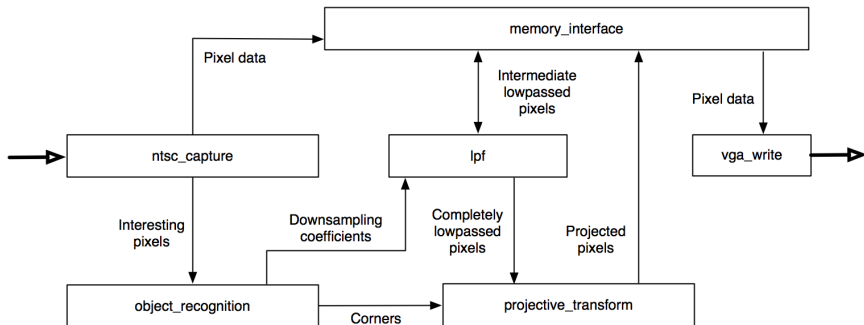 memory_interface
Pixel data
Intermediate
lowpassed
pixels
Pixel data
ntsc_capture
lpf
vga_write
Interesting
pixels
Downsampling
coefficients
Completely
lowpassed
pixels
Projected
pixels
object_recognition
Corners
projective_transform